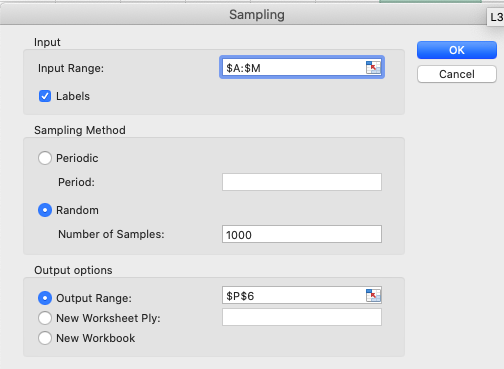 Sampling
L3
Input
Input Range: $A:$M
OK
Cancel
Labels
Sampling Method
Periodic
Period:
Random
Number of Samples: 1000
Output options
Output Range: $P$6
New Worksheet Ply:
New Workbook